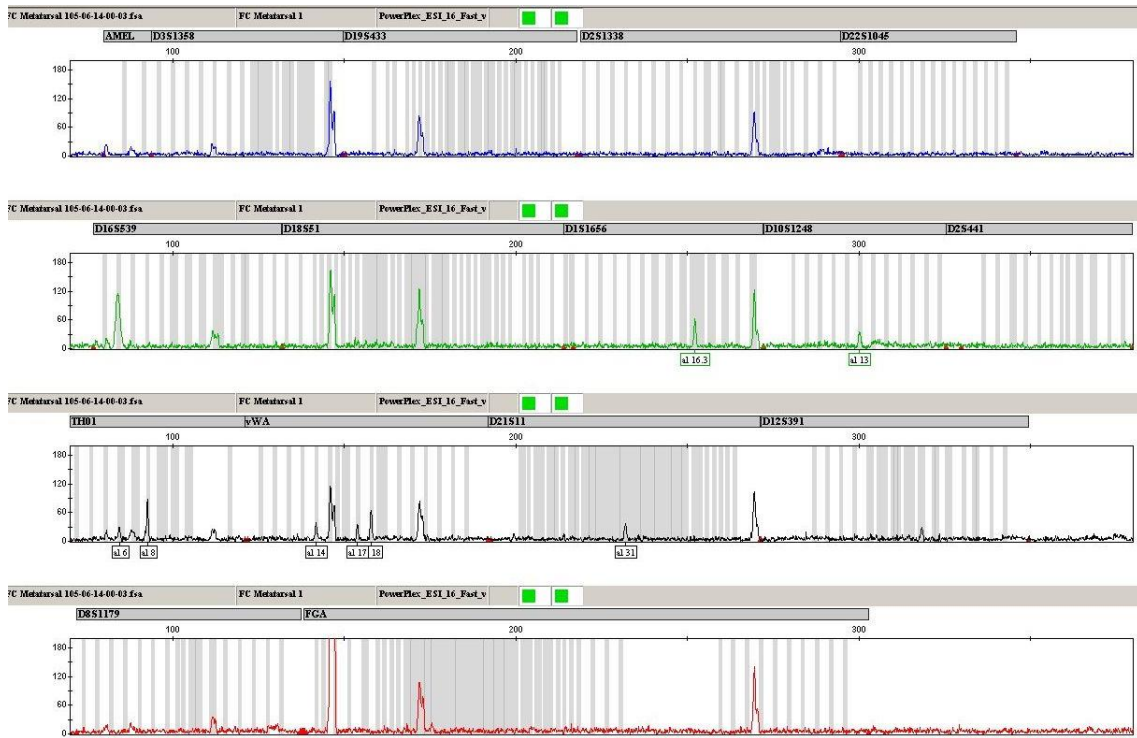 FC Metatarsal 105-06-14-00-03.fsa FC Metatarsal 1 PowerPlex_ESI_16_Fast_v
AMEL D3S1358 D19S433 D2S1338 D22S1045
100 200 300
180
120
60
0
FC Metatarsal 105-06-14-00-03.fsa FC Metatarsal 1 PowerPlex_ESI_16_Fast_v
D16S539 D18S51 D1S1656 D10S1248 D2S441
100 200 300
180
120
60
0
al 16.3 al 13
FC Metatarsal 105-06-14-00-03.fsa FC Metatarsal 1 PowerPlex_ESI_16_Fast_v
TH01 vWA D21S11 D12S391
100 200 300
180
120
60
0
al 6 al 8 al 14 al 17 18 al 31
FC Metatarsal 105-06-14-00-03.fsa FC Metatarsal 1 PowerPlex_ESI_16_Fast_v
D8S1179 FGA
100 200 300
180
120
60
0